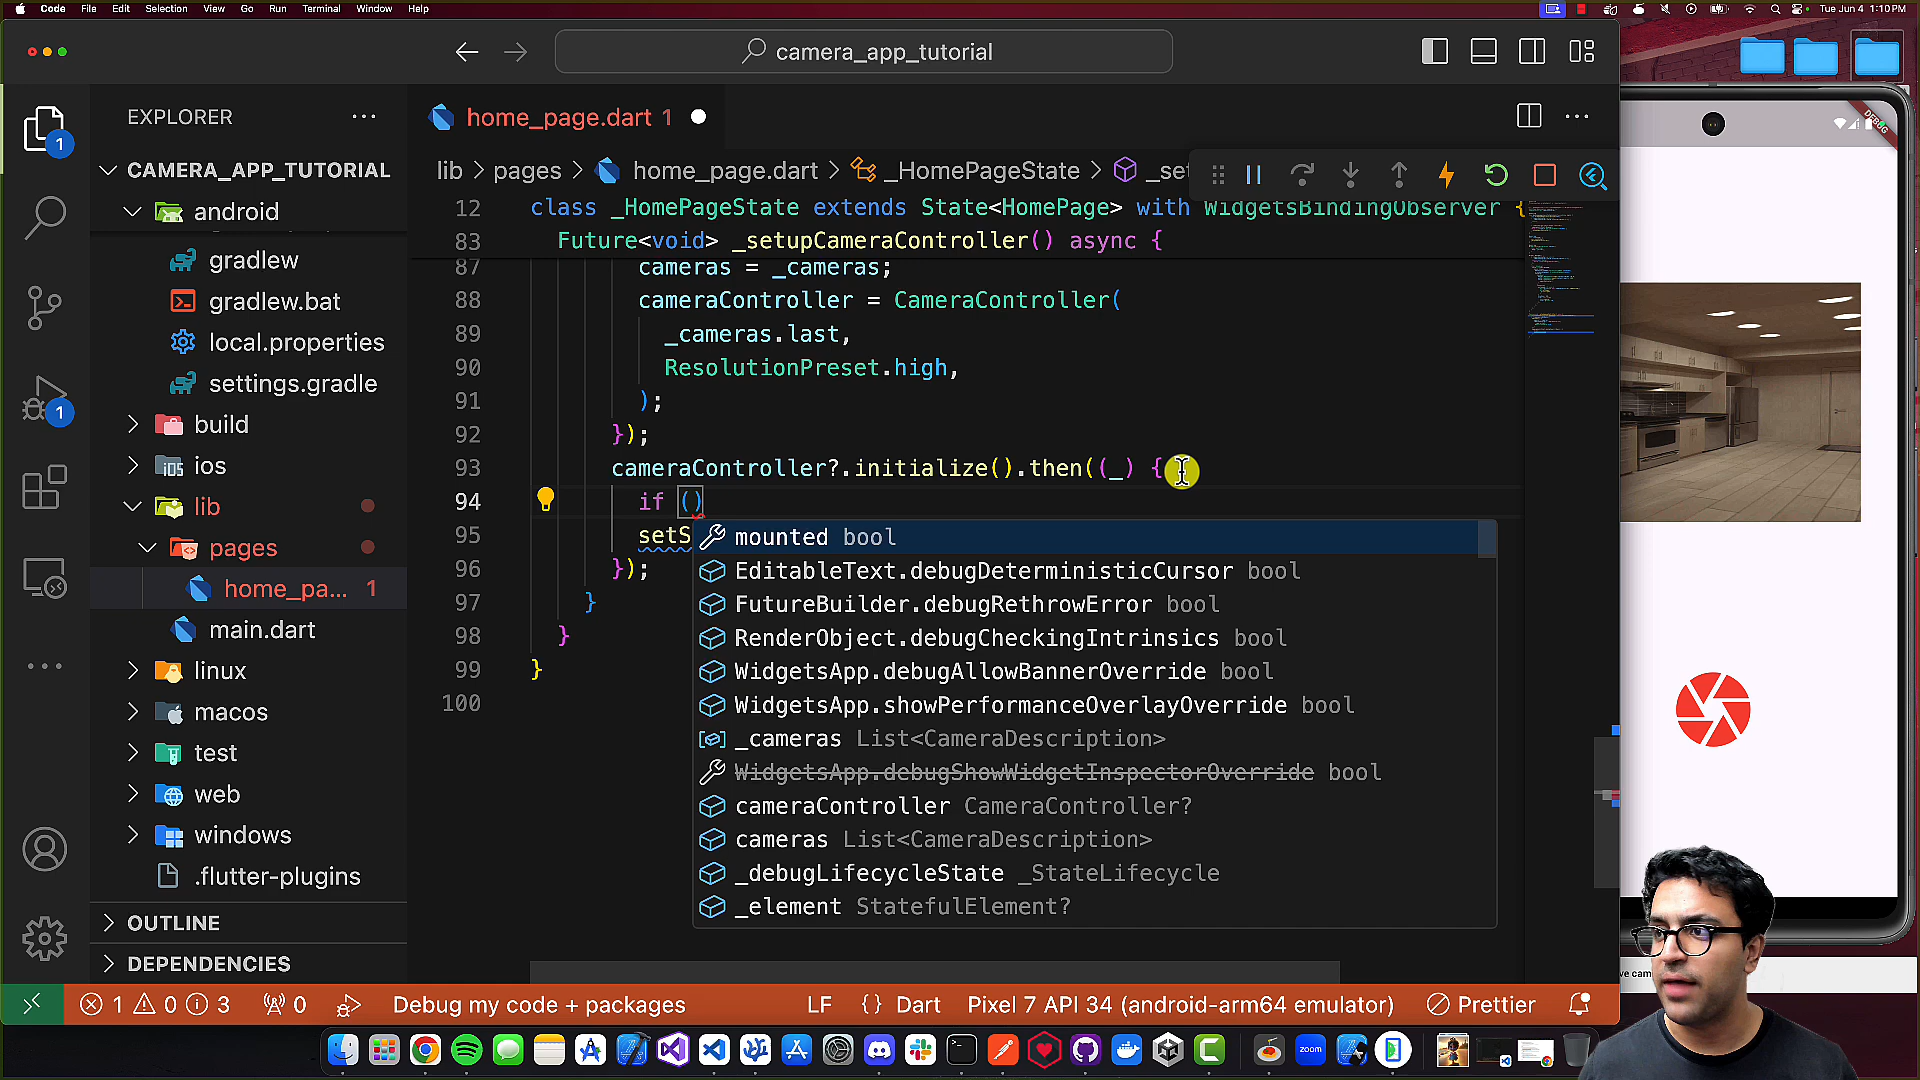 Code File Edit Selection View Go Run Terminal Window Help
Tue Jun 4 1:10 PM
camera_app_tutorial
EXPLORER
home_page.dart 1
1
CAMERA_APP_TUTORIAL
lib > pages > home_page.dart > _HomePageState > _set
android
gradlew
gradlew.bat
local.properties
settings.gradle
1
build
ios
lib
pages
home_pa... 1
main.dart
linux
macos
test
web
windows
.flutter-plugins
OUTLINE
DEPENDENCIES
12 class _HomePageState extends State<HomePage> with WidgetsBindingObserver {
83 Future<void> _setupCameraController() async {
87 cameras = _cameras;
88 cameraController = CameraController(
89 _cameras.last,
90 ResolutionPreset.high,
91 );
92 });
93 cameraController?.initialize().then((_) {
94 if ()
95 setS
96 });
97 }
98 }
99 }
100
mounted bool
EditableText.debugDeterministicCursor bool
FutureBuilder.debugRethrowError bool
RenderObject.debugCheckingIntrinsics bool
WidgetsApp.debugAllowBannerOverride bool
WidgetsApp.showPerformanceOverlayOverride bool
_cameras List<CameraDescription>
WidgetsApp.debugShowWidgetInspectorOverride bool
cameraController CameraController?
cameras List<CameraDescription>
_debugLifecycleState _StateLifecycle
_element StatefulElement?
DEBUG
1 0 3 0 Debug my code + packages LF {} Dart Pixel 7 API 34 (android-arm64 emulator) Prettier
zoom